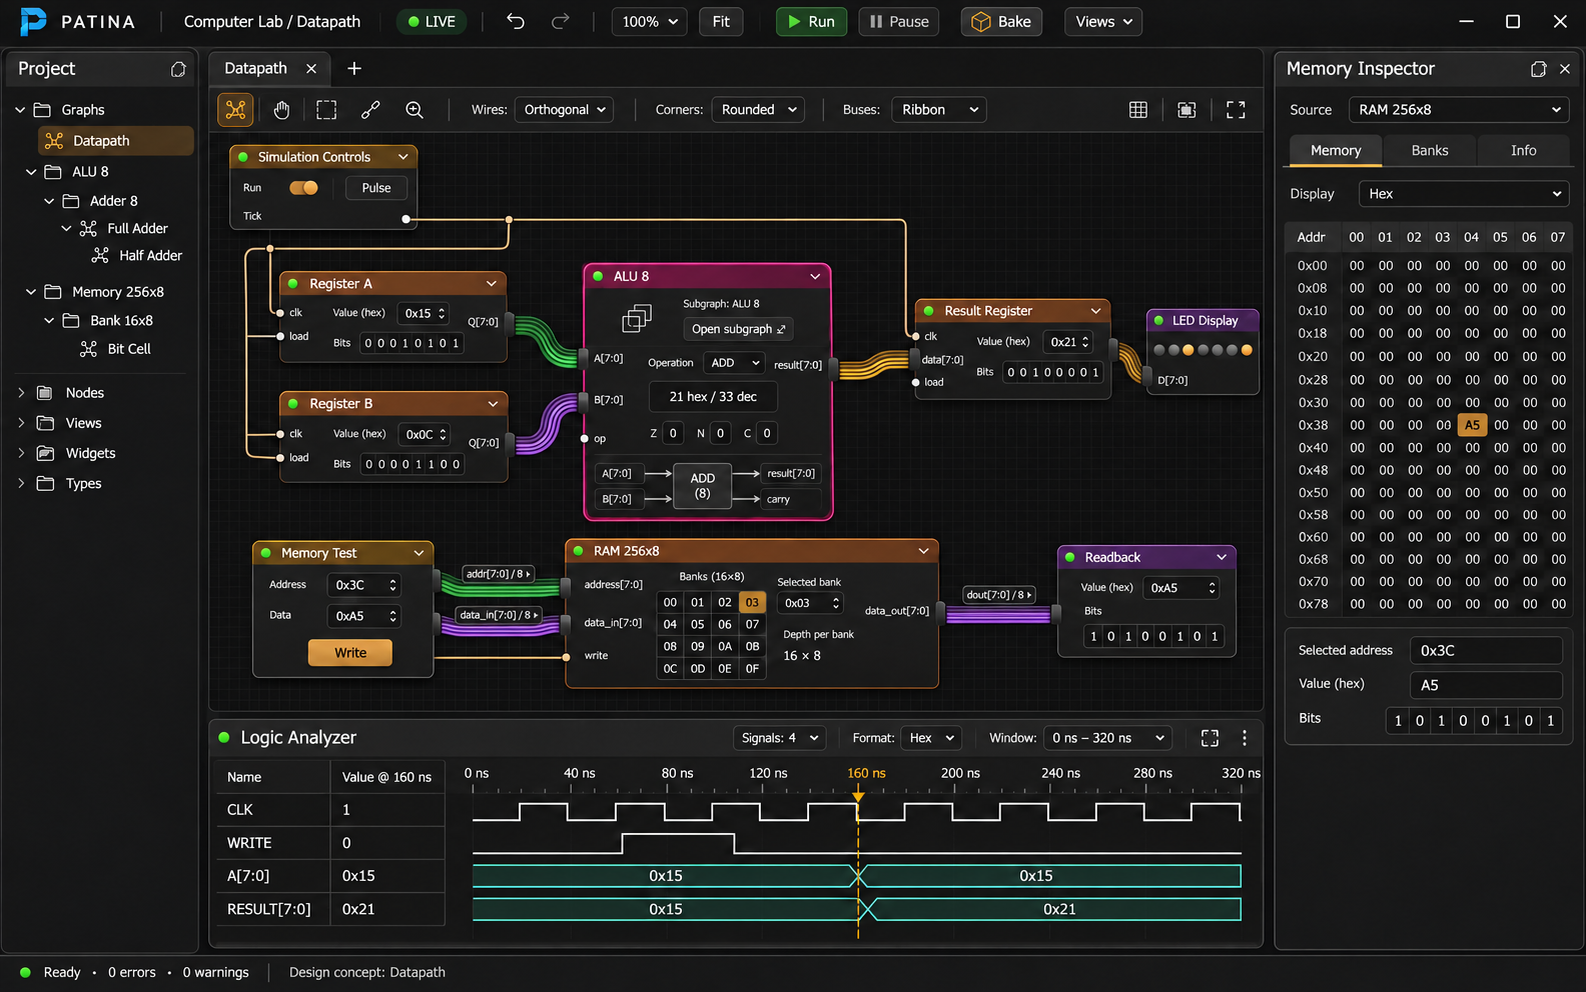 PATINA
Computer Lab / Datapath
LIVE
100%
Fit
Run
Pause
Bake
Views
Project
Graphs
Datapath
ALU 8
Adder 8
Full Adder
Half Adder
Memory 256x8
Bank 16x8
Bit Cell
Nodes
Views
Widgets
Types
Datapath
Wires: Orthogonal
Corners: Rounded
Buses: Ribbon
Simulation Controls
Run
Pulse
Tick
Register A
clk
Value (hex) 0x15
Q[7:0]
load
Bits 0 0 0 1 0 1 0 1
Register B
clk
Value (hex) 0x0C
Q[7:0]
load
Bits 0 0 0 0 1 1 0 0
ALU 8
Subgraph: ALU 8
Open subgraph
A[7:0]
Operation ADD
result[7:0]
B[7:0]
21 hex / 33 dec
op
Z 0 N 0 C 0
A[7:0]
B[7:0]
ADD
(8)
result[7:0]
carry
Result Register
clk
Value (hex) 0x21
data[7:0]
Bits 0 0 1 0 0 0 0 1
load
LED Display
D[7:0]
Memory Test
Address 0x3C
Data 0xA5
Write
addr[7:0] / 8
data_in[7:0] / 8
RAM 256x8
address[7:0]
data_in[7:0]
write
Banks (16×8)
00 01 02 03
04 05 06 07
08 09 0A 0B
0C 0D 0E 0F
Selected bank
0x03
Depth per bank
16 × 8
data_out[7:0]
dout[7:0] / 8
Readback
Value (hex) 0xA5
Bits
1 0 1 0 0 1 0 1
Logic Analyzer
Signals: 4
Format: Hex
Window: 0 ns – 320 ns
Name Value @ 160 ns
0 ns 40 ns 80 ns 120 ns 160 ns 200 ns 240 ns 280 ns 320 ns
CLK 1
WRITE 0
A[7:0] 0x15 0x15 0x15
RESULT[7:0] 0x21 0x15 0x21
Memory Inspector
Source RAM 256x8
Memory Banks Info
Display Hex
Addr 00 01 02 03 04 05 06 07
0x00 00 00 00 00 00 00 00 00
0x08 00 00 00 00 00 00 00 00
0x10 00 00 00 00 00 00 00 00
0x18 00 00 00 00 00 00 00 00
0x20 00 00 00 00 00 00 00 00
0x28 00 00 00 00 00 00 00 00
0x30 00 00 00 00 00 00 00 00
0x38 00 00 00 00 A5 00 00 00
0x40 00 00 00 00 00 00 00 00
0x48 00 00 00 00 00 00 00 00
0x50 00 00 00 00 00 00 00 00
0x58 00 00 00 00 00 00 00 00
0x60 00 00 00 00 00 00 00 00
0x68 00 00 00 00 00 00 00 00
0x70 00 00 00 00 00 00 00 00
0x78 00 00 00 00 00 00 00 00
Selected address 0x3C
Value (hex) A5
Bits 1 0 1 0 0 1 0 1
Ready • 0 errors • 0 warnings
Design concept: Datapath